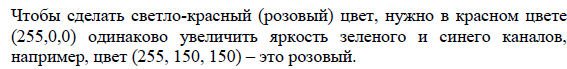 Чтобы сделать светло-красный (розовый) цвет, нужно в красном цвете
(255,0,0) одинаково увеличить яркость зеленого и синего каналов,
например, цвет (255, 150, 150) – это розовый.